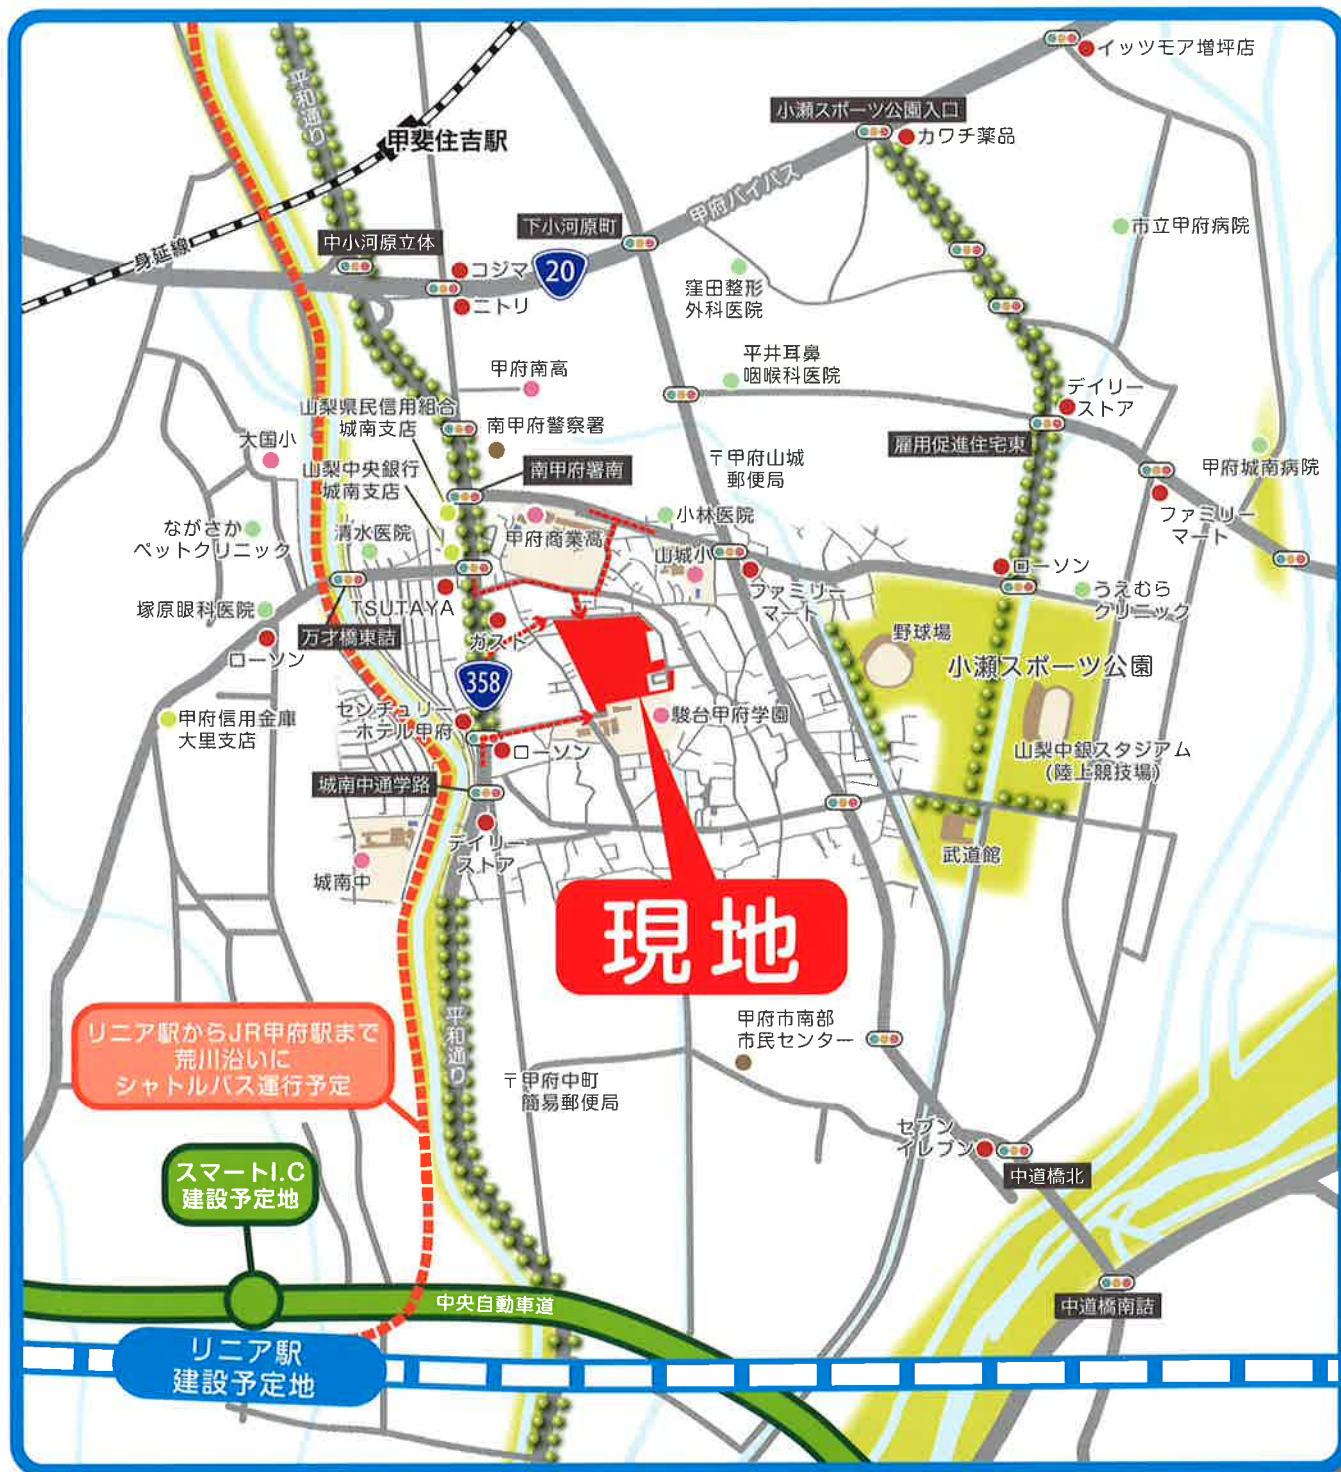 イッツモア増坪店
小瀬スポーツ公園入口
カワチ薬品
平和通り
甲斐住吉駅
甲府バイパス
下小河原町
市立甲府病院
中小河原立体
身延線
コジマ
20
ニトリ
窪田整形
外科医院
平井耳鼻
咽喉科医院
甲府南高
デイリー
ストア
山梨県民信用組合
城南支店
南甲府警察署
大国小
雇用促進住宅東
甲府城南病院
山梨中央銀行
城南支店
南甲府署南
〒甲府山城
郵便局
ファミリー
マート
ながさか
ペットクリニック
清水医院
甲府商業高
小林医院
山城小
ローソン
うえむら
クリニック
ファミリー
マート
塚原眼科医院
TSUTAYA
万才橋東詰
ローソン
ガスト
野球場
小瀬スポーツ公園
358
甲府信用金庫
大里支店
センチュリー
ホテル甲府
駿台甲府学園
ローソン
山梨中銀スタジアム
(陸上競技場)
城南中通学路
デイリー
ストア
武道館
城南中
現地
リニア駅からJR甲府駅まで
荒川沿いに
シャトルバス運行予定
平和通り
甲府市南部
市民センター
〒甲府中町
簡易郵便局
セブン
イレブン
中道橋北
スマートI.C
建設予定地
中央自動車道
中道橋南詰
リニア駅
建設予定地